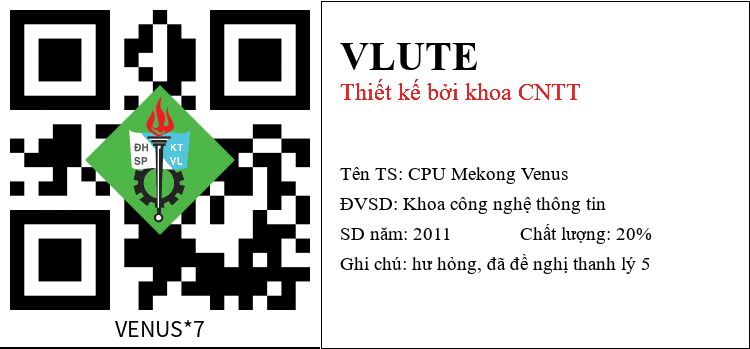 ĐH KT
SP VL
VENUS*7
VLUTE
Thiết kế bởi khoa CNTT
Tên TS: CPU Mekong Venus
ĐVSD: Khoa công nghệ thông tin
SD năm: 2011 Chất lượng: 20%
Ghi chú: hư hỏng, đã đề nghị thanh lý 5